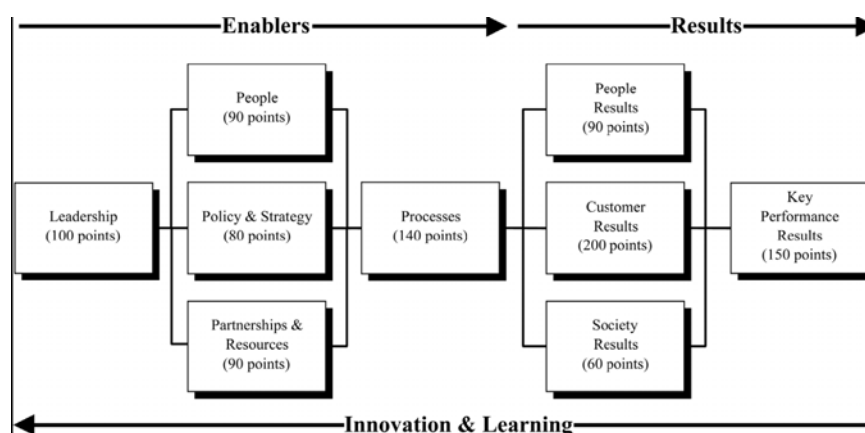 Enablers
Results
People
(90 points)
People
Results
(90 points)
Leadership
(100 points)
Policy & Strategy
(80 points)
Processes
(140 points)
Customer
Results
(200 points)
Key
Performance
Results
(150 points)
Partnerships &
Resources
(90 points)
Society
Results
(60 points)
Innovation & Learning